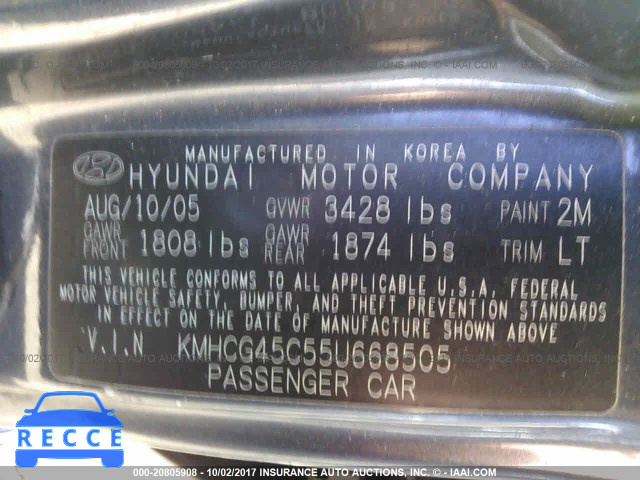 MANUFACTURED IN KOREA BY
HYUNDAI MOTOR COMPANY
AUG/10/05 GVWR 3428 lbs PAINT 2M
GAWR FRONT 1808 lbs GAWR REAR 1874 lbs TRIM LT
THIS VEHICLE CONFORMS TO ALL APPLICABLE U.S.A. FEDERAL
MOTOR VEHICLE SAFETY, BUMPER, AND THEFT PREVENTION STANDARDS
IN EFFECT ON THE DATE OF MANUFACTURE SHOWN ABOVE
V.I.N KMHCG45C55U668505
PASSENGER CAR
RECCE
000-20805908 - 10/02/2017 INSURANCE AUTO AUCTIONS INC. © - IAAI.COM